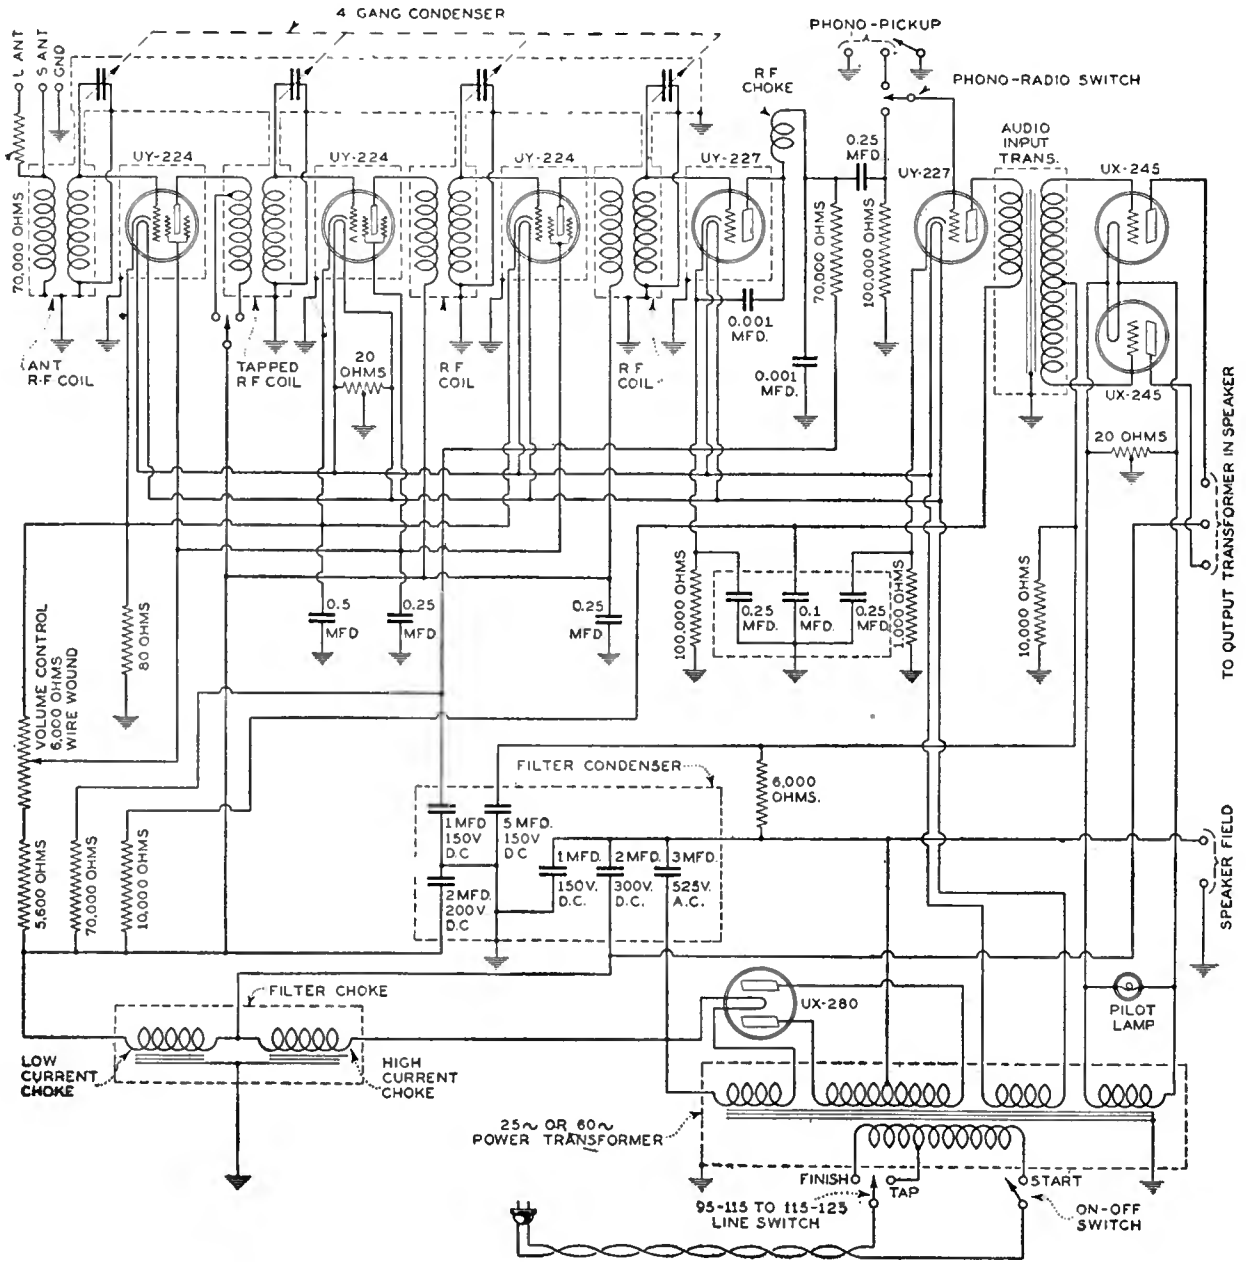 4 GANG CONDENSER
PHONO-PICKUP
L ANT
S ANT
GND
R F
CHOKE
PHONO-RADIO SWITCH
AUDIO
INPUT
TRANS.
0.25
MFD.
UY-224
UY-224
UY-224
UY-227
UY-227
UX-245
70,000 OHMS
70,000 OHMS
100,000 OHMS
0.001
MFD.
ANT
R-F COIL
TAPPED
R F COIL
20
OHMS
R F
COIL
R F
COIL
0.001
MFD.
UX-245
20 OHMS
TO OUTPUT TRANSFORMER IN SPEAKER
80 OHMS
0.5
MFD
0.25
MFD
0.25
MFD
100,000 OHMS
0.25
MFD.
0.1
MFD.
0.25
MFD
1,000 OHMS
10,000 OHMS
VOLUME CONTROL
6,000 OHMS
WIRE WOUND
FILTER CONDENSER
6,000
OHMS.
1 MFD
150V
D.C
5 MFD.
150V
D C
1 MFD.
150V.
D.C.
2 MFD.
300V.
D.C.
3 MFD.
525V.
A.C.
2 MFD.
200V.
D.C
5,600 OHMS
70,000 OHMS
10,000 OHMS
SPEAKER FIELD
FILTER CHOKE
UX-280
PILOT
LAMP
LOW
CURRENT
CHOKE
HIGH
CURRENT
CHOKE
25~ OR 60~
POWER TRANSFORMER
FINISH
TAP
START
95-115 TO 115-125
LINE SWITCH
ON-OFF
SWITCH